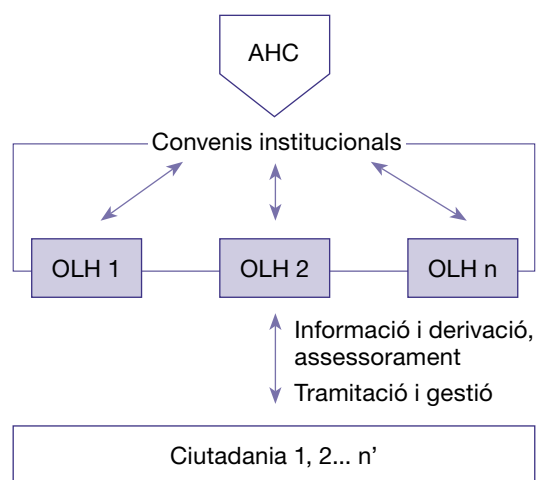 AHC
Convenis institucionals
OLH 1
OLH 2
OLH n
Informació i derivació,
assessorament
Tramitació i gestió
Ciutadania 1, 2... n’